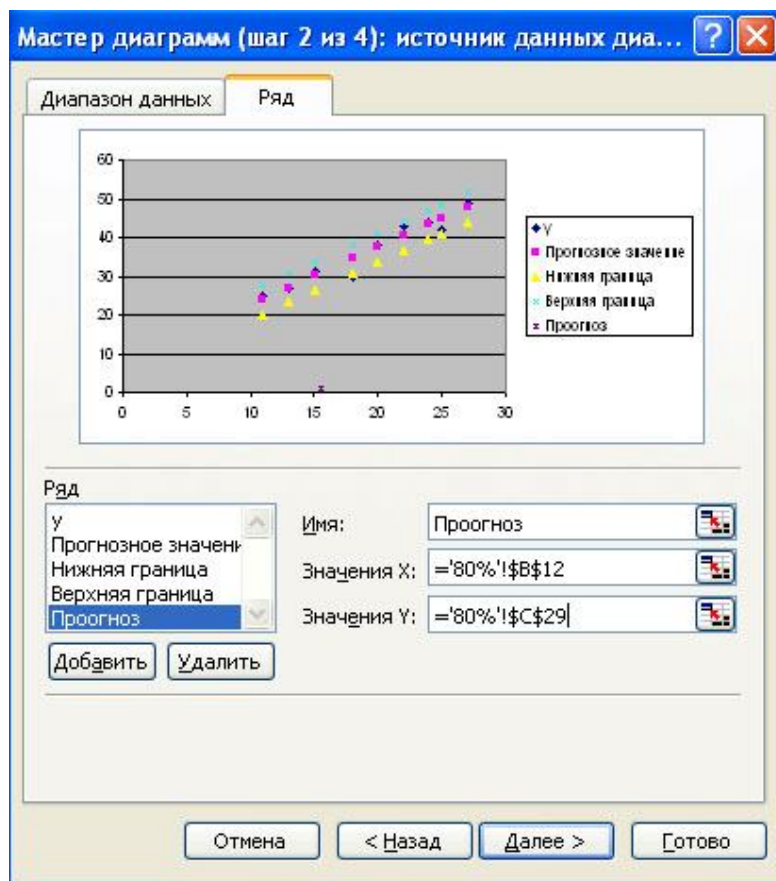 Мастер диаграмм (шаг 2 из 4): источник данных диа...
Диапазон данных Ряд
60
50
40
30
20
10
0
0 5 10 15 20 25 30
Y
Прогнозное значение
Нижняя граница
Верхняя граница
Проогноз
Ряд
Y
Прогнозное значени
Нижняя граница
Верхняя граница
Проогноз
Имя: Проогноз
Значения X: ='80%'!$B$12
Значения Y: ='80%'!$C$29
Добавить Удалить
Отмена < Назад Далее > Готово